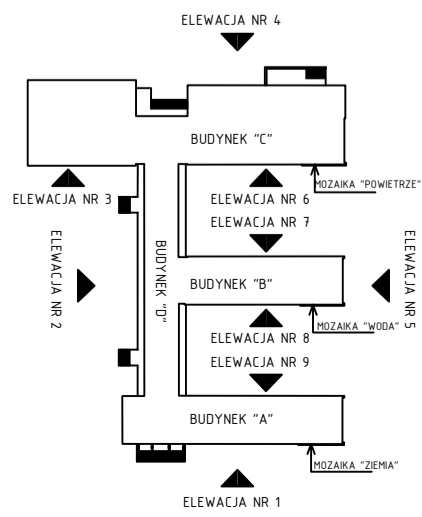 ELEWACJA NR 4
BUDYNEK "C"
MOZAIKA "POWIETRZE"
ELEWACJA NR 3
ELEWACJA NR 6
ELEWACJA NR 7
ELEWACJA NR 2
BUDYNEK "D"
BUDYNEK "B"
ELEWACJA NR 5
MOZAIKA "WODA"
ELEWACJA NR 8
ELEWACJA NR 9
BUDYNEK "A"
MOZAIKA "ZIEMIA"
ELEWACJA NR 1